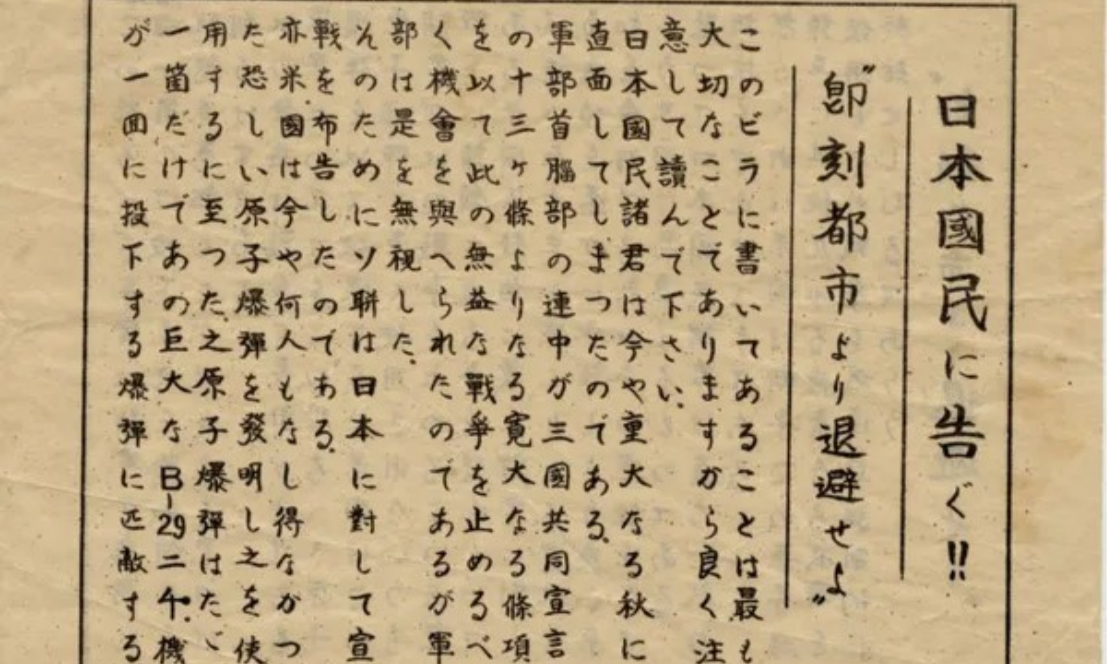 日本國民に告ぐ!!
“卽刻都市より退避せよ”
このビラに書いてあることは最も
大切なことでありますから良く注
意して讀んで下さい。
日本國民諸君は今や重大なる秋に
直面してしまつたのである。
軍部首腦部の連中が三國共同宣言
の十三ヶ條よりなる寬大なる條項
を以て此の無益な戰爭を止めるべ
く機會を與へられたのであるが軍
部は是を無視した。
そのためにソ聯は日本に對して宣
戰を布告したのである。
亦米國は今や何人もなし得なかつ
た恐しい原子爆彈を發明し之を使
用するに至つた。之原子爆彈はたゞ
一箇だけであの巨大なB-29二千機
が一回に投下する爆彈に匹敵する